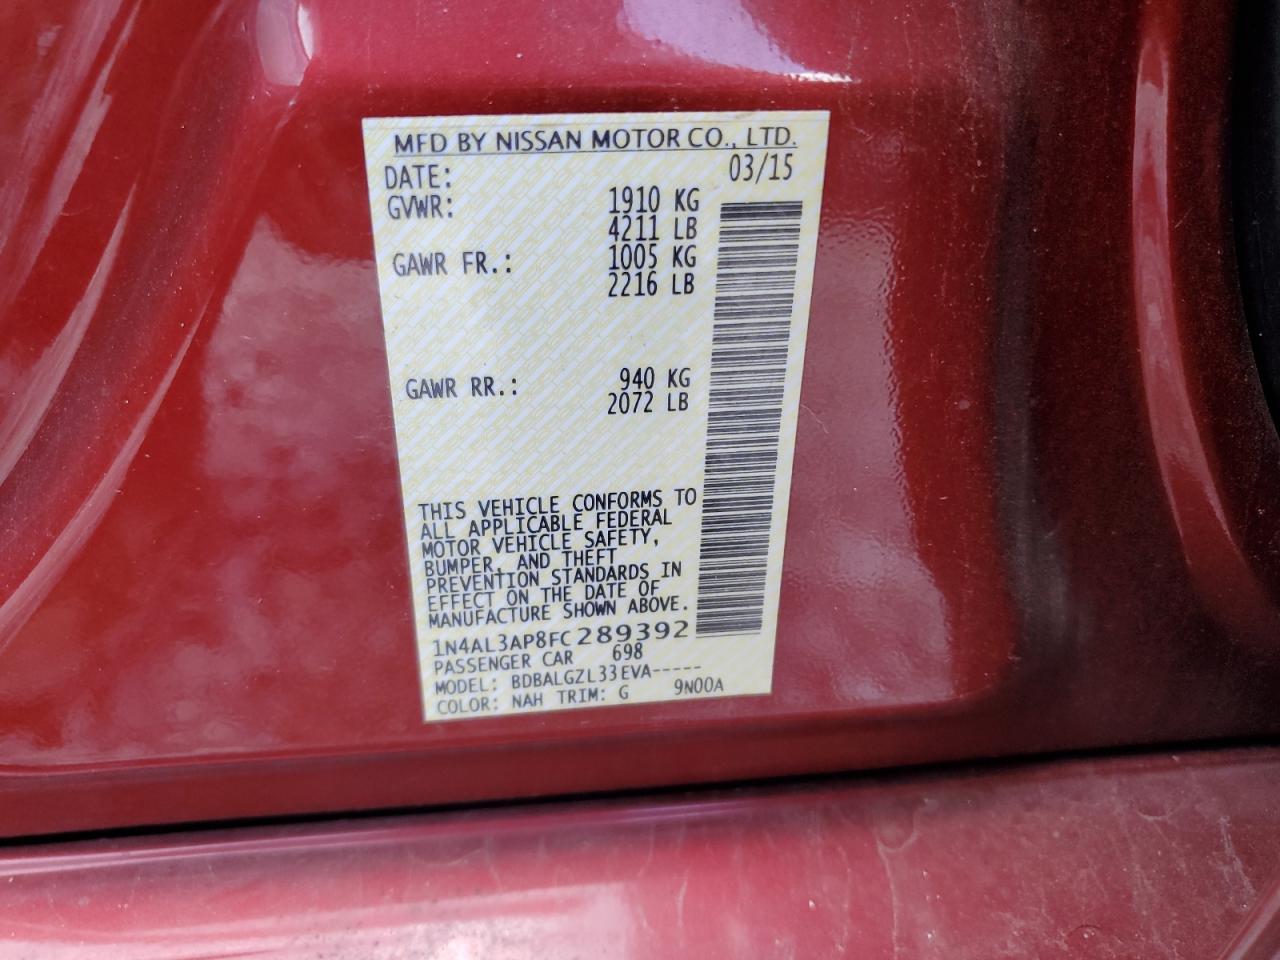 MFD BY NISSAN MOTOR CO., LTD.
DATE: 03/15
GVWR: 1910 KG
4211 LB
GAWR FR.: 1005 KG
2216 LB
GAWR RR.: 940 KG
2072 LB
THIS VEHICLE CONFORMS TO
ALL APPLICABLE FEDERAL
MOTOR VEHICLE SAFETY,
BUMPER, AND THEFT
PREVENTION STANDARDS IN
EFFECT ON THE DATE OF
MANUFACTURE SHOWN ABOVE.
1N4AL3AP8FC289392
PASSENGER CAR 698
MODEL: BDBALGZL33EVA-----
COLOR: NAH TRIM: G 9N00A